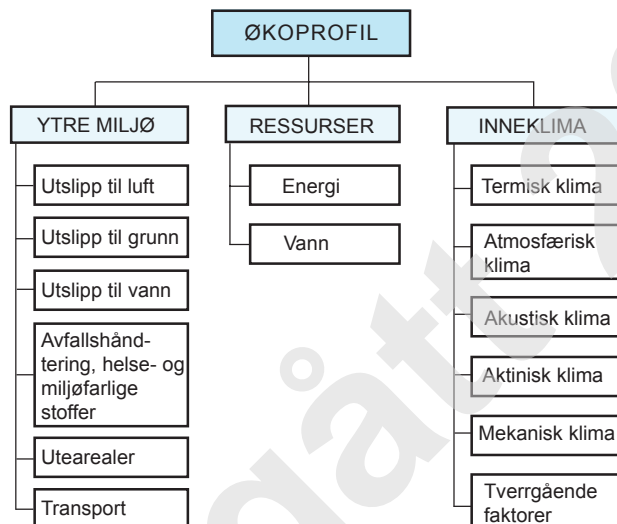 ØKOPROFIL
YTRE MILJØ
Utslipp til luft
Utslipp til grunn
Utslipp til vann
Avfallshånd-
tering, helse- og
miljøfarlige
stoffer
Utearealer
Transport
RESSURSER
Energi
Vann
INNEKLIMA
Termisk klima
Atmosfærisk
klima
Akustisk klima
Aktinisk klima
Mekanisk klima
Tverrgående
faktorer
gått